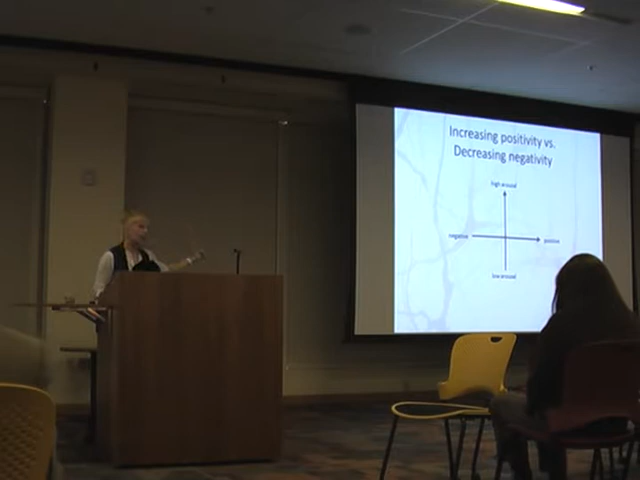 Increasing positivity vs.
Decreasing negativity
high arousal
negative
positive
low arousal